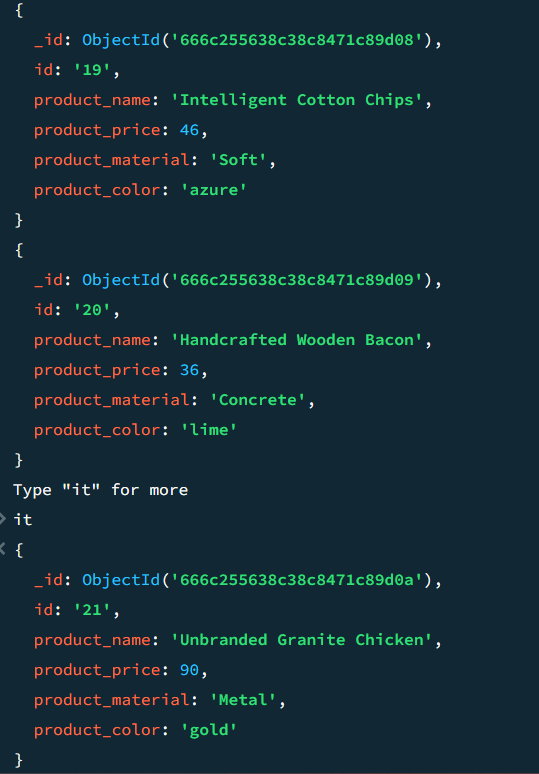 {
_id: ObjectId('666c255638c38c8471c89d08'),
id: '19',
product_name: 'Intelligent Cotton Chips',
product_price: 46,
product_material: 'Soft',
product_color: 'azure'
}
{
_id: ObjectId('666c255638c38c8471c89d09'),
id: '20',
product_name: 'Handcrafted Wooden Bacon',
product_price: 36,
product_material: 'Concrete',
product_color: 'lime'
}
Type "it" for more
> it
< {
_id: ObjectId('666c255638c38c8471c89d0a'),
id: '21',
product_name: 'Unbranded Granite Chicken',
product_price: 90,
product_material: 'Metal',
product_color: 'gold'
}